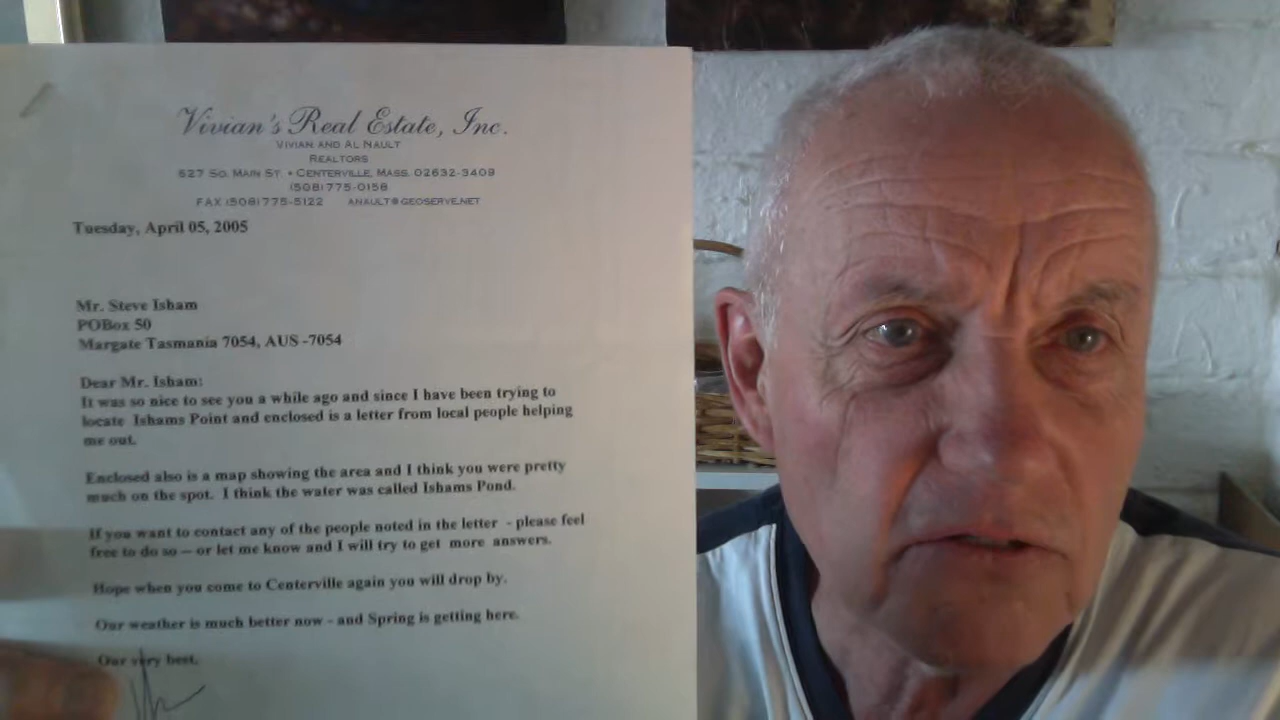 Vivian's Real Estate, Inc.
VIVIAN AND AL NAULT
REALTORS
527 SO. MAIN ST. • CENTERVILLE, MASS. 02632-3409
(508) 775-0158
FAX (508) 775-5122 ANAULT@GEOSERVE.NET
Tuesday, April 05, 2005
Mr. Steve Isham
POBox 50
Margate Tasmania 7054, AUS -7054
Dear Mr. Isham:
It was so nice to see you a while ago and since I have been trying to
locate Ishams Point and enclosed is a letter from local people helping
me out.
Enclosed also is a map showing the area and I think you were pretty
much on the spot. I think the water was called Ishams Pond.
If you want to contact any of the people noted in the letter - please feel
free to do so – or let me know and I will try to get more answers.
Hope when you come to Centerville again you will drop by.
Our weather is much better now - and Spring is getting here.
Our very best,